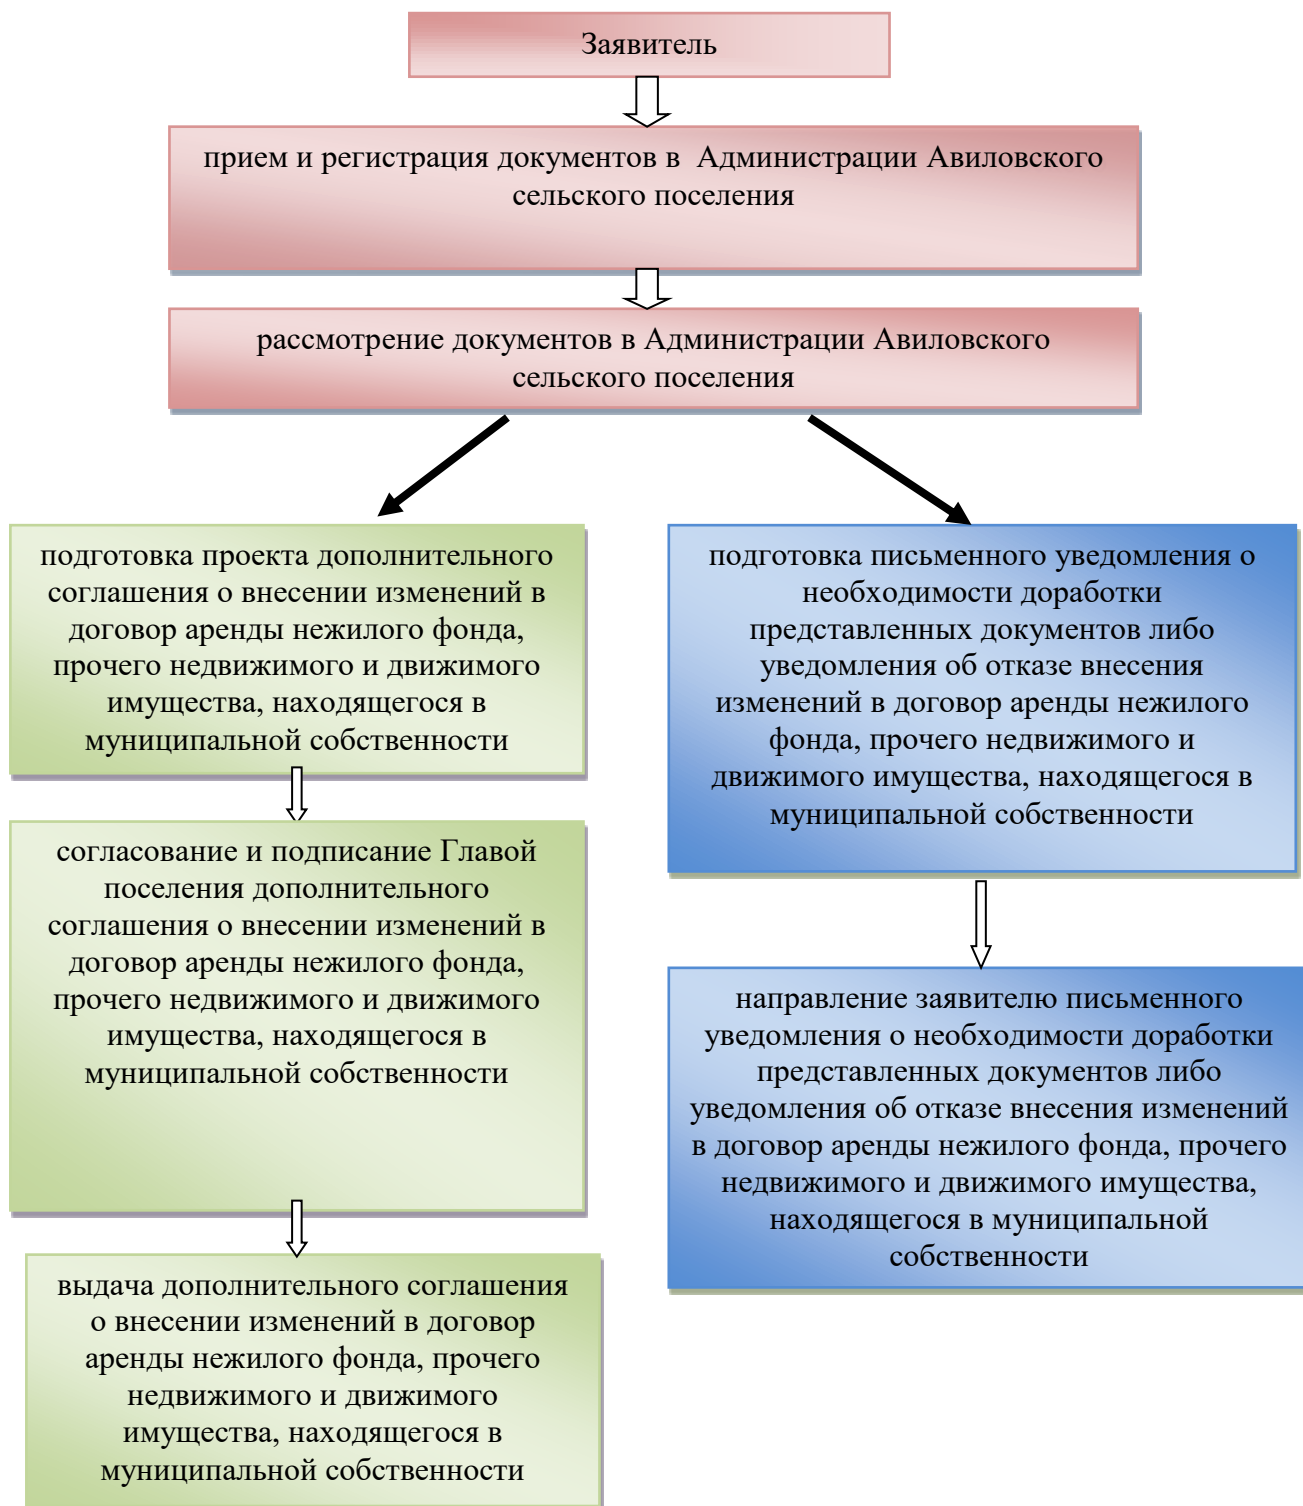 Заявитель
прием и регистрация документов в Администрации Авиловского
сельского поселения
рассмотрение документов в Администрации Авиловского
сельского поселения
подготовка проекта дополнительного
соглашения о внесении изменений в
договор аренды нежилого фонда,
прочего недвижимого и движимого
имущества, находящегося в
муниципальной собственности
согласование и подписание Главой
поселения дополнительного
соглашения о внесении изменений в
договор аренды нежилого фонда,
прочего недвижимого и движимого
имущества, находящегося в
муниципальной собственности
выдача дополнительного соглашения
о внесении изменений в договор
аренды нежилого фонда, прочего
недвижимого и движимого
имущества, находящегося в
муниципальной собственности
подготовка письменного уведомления о
необходимости доработки
представленных документов либо
уведомления об отказе внесения
изменений в договор аренды нежилого
фонда, прочего недвижимого и
движимого имущества, находящегося в
муниципальной собственности
направление заявителю письменного
уведомления о необходимости доработки
представленных документов либо
уведомления об отказе внесения изменений
в договор аренды нежилого фонда, прочего
недвижимого и движимого имущества,
находящегося в муниципальной
собственности